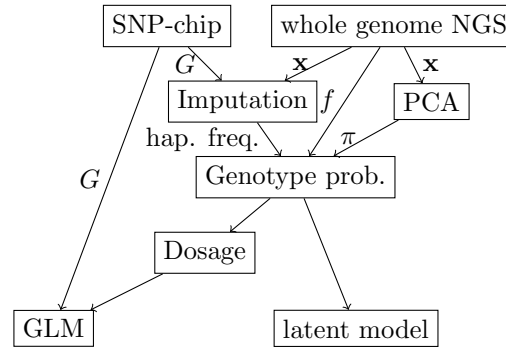 SNP-chip
whole genome NGS
G
x
x
Imputation
f
PCA
hap. freq.
π
Genotype prob.
G
Dosage
GLM
latent model